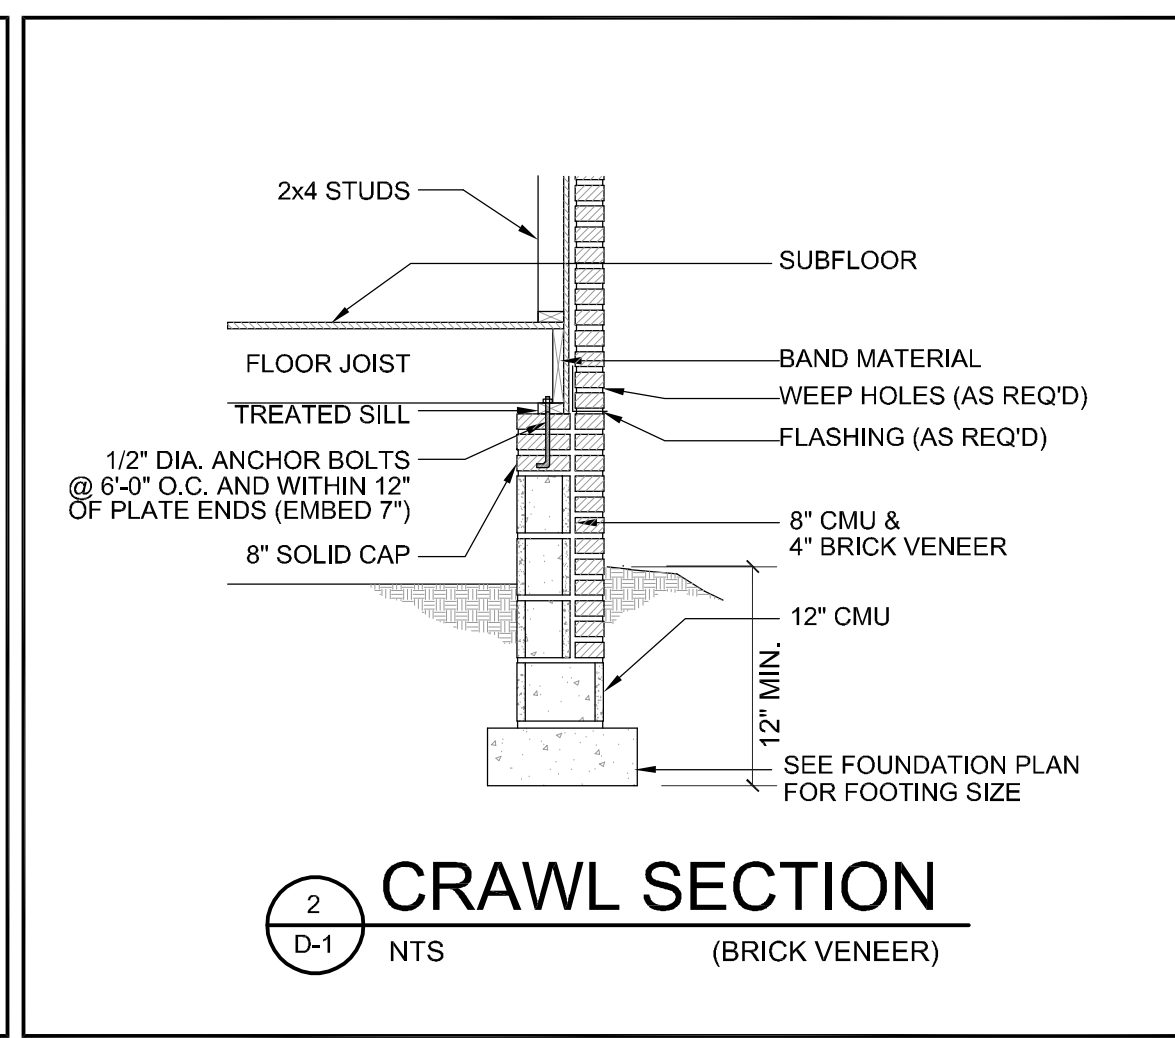 2x4 STUDS
SUBFLOOR
FLOOR JOIST
BAND MATERIAL
WEEP HOLES (AS REQ'D)
TREATED SILL
FLASHING (AS REQ'D)
1/2" DIA. ANCHOR BOLTS
@ 6'-0" O.C. AND WITHIN 12"
OF PLATE ENDS (EMBED 7")
8" SOLID CAP
8" CMU &
4" BRICK VENEER
12" CMU
12" MIN.
SEE FOUNDATION PLAN
FOR FOOTING SIZE
2
D-1
CRAWL SECTION
NTS
(BRICK VENEER)